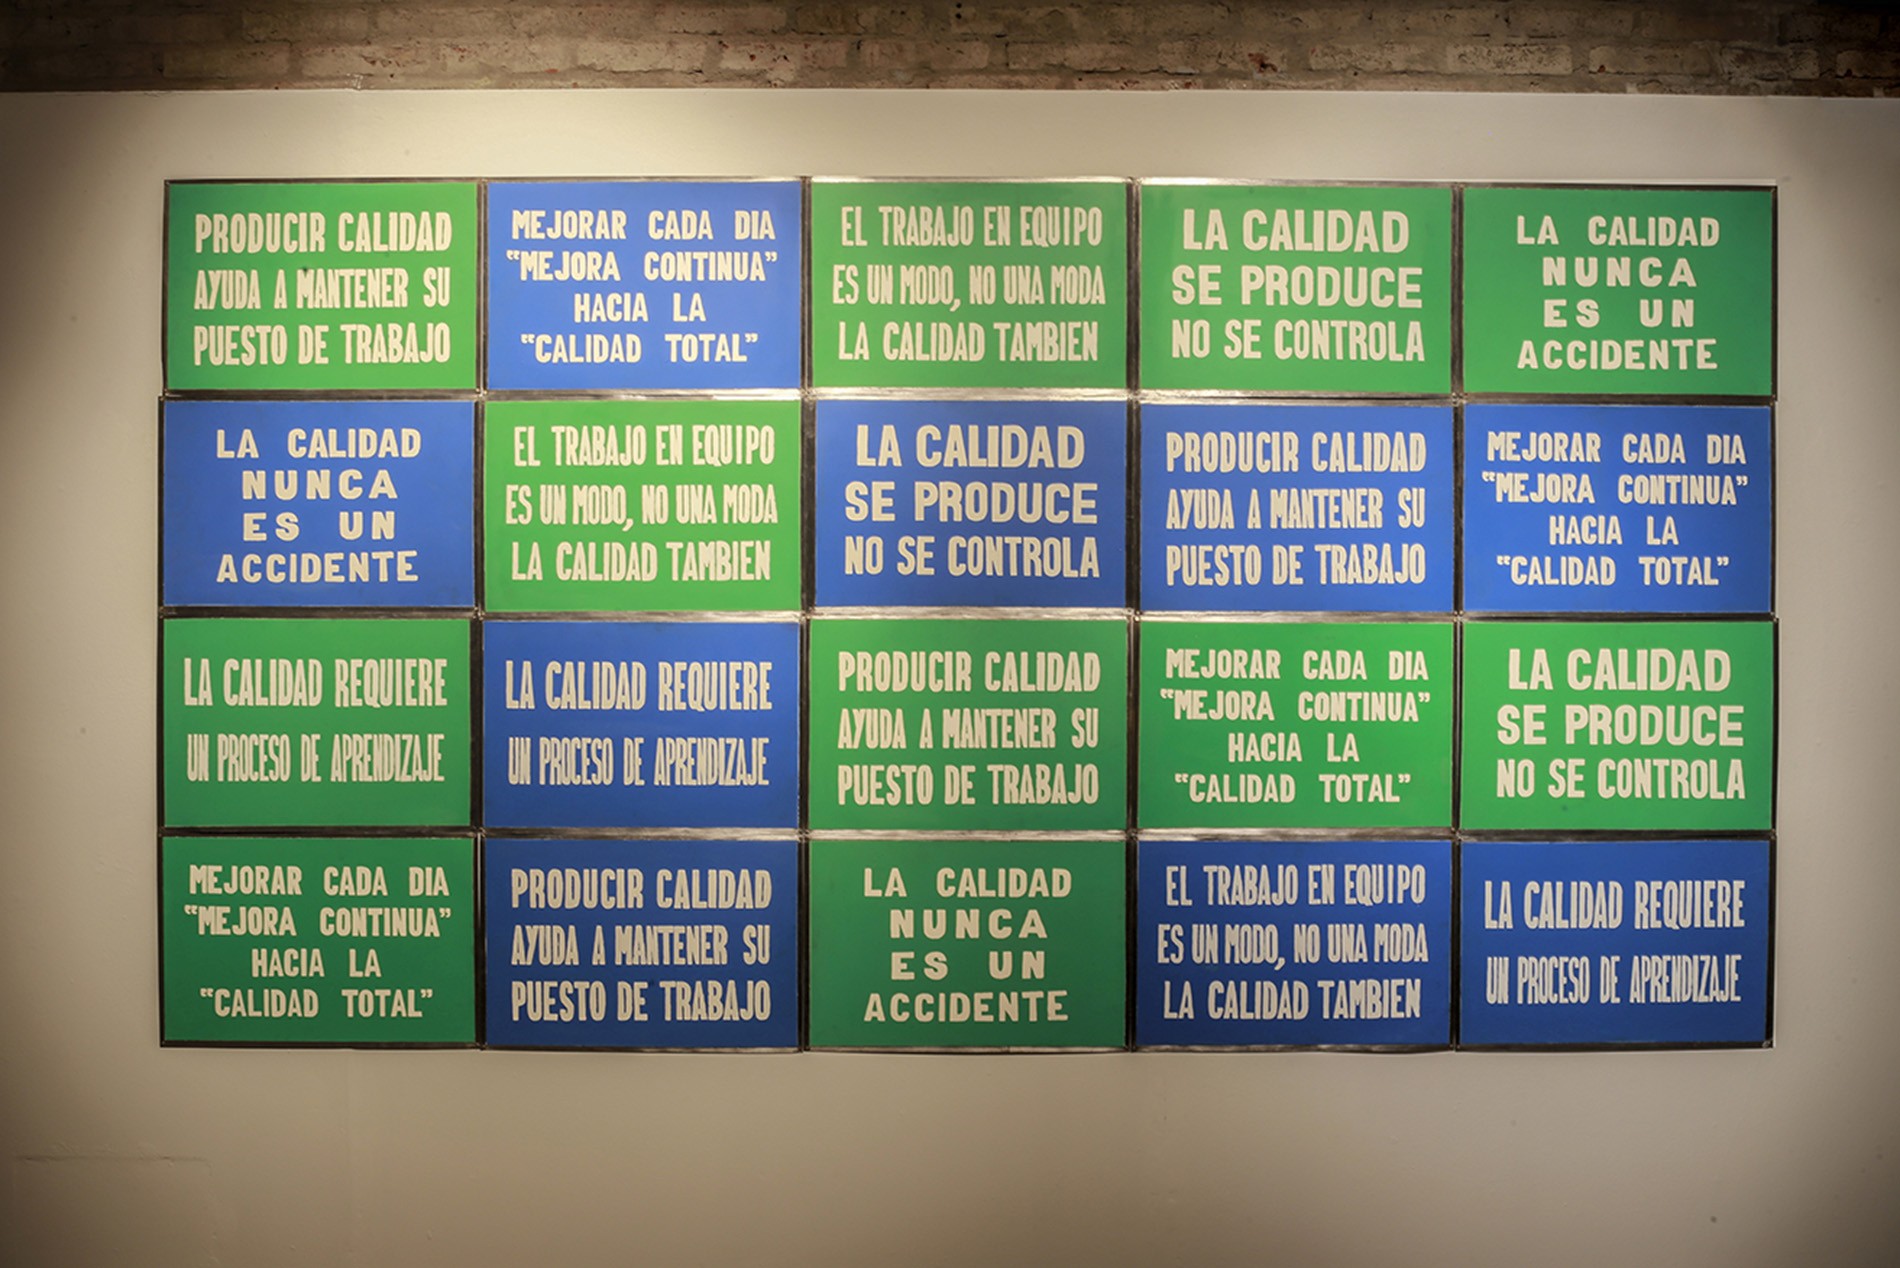 PRODUCIR CALIDAD
AYUDA A MANTENER SU
PUESTO DE TRABAJO
MEJORAR CADA DIA
"MEJORA CONTINUA"
HACIA LA
"CALIDAD TOTAL"
EL TRABAJO EN EQUIPO
ES UN MODO, NO UNA MODA
LA CALIDAD TAMBIEN
LA CALIDAD
SE PRODUCE
NO SE CONTROLA
LA CALIDAD
NUNCA
ES UN
ACCIDENTE
LA CALIDAD
NUNCA
ES UN
ACCIDENTE
EL TRABAJO EN EQUIPO
ES UN MODO, NO UNA MODA
LA CALIDAD TAMBIEN
LA CALIDAD
SE PRODUCE
NO SE CONTROLA
PRODUCIR CALIDAD
AYUDA A MANTENER SU
PUESTO DE TRABAJO
MEJORAR CADA DIA
"MEJORA CONTINUA"
HACIA LA
"CALIDAD TOTAL"
LA CALIDAD REQUIERE
UN PROCESO DE APRENDIZAJE
LA CALIDAD REQUIERE
UN PROCESO DE APRENDIZAJE
PRODUCIR CALIDAD
AYUDA A MANTENER SU
PUESTO DE TRABAJO
MEJORAR CADA DIA
"MEJORA CONTINUA"
HACIA LA
"CALIDAD TOTAL"
LA CALIDAD
SE PRODUCE
NO SE CONTROLA
MEJORAR CADA DIA
"MEJORA CONTINUA"
HACIA LA
"CALIDAD TOTAL"
PRODUCIR CALIDAD
AYUDA A MANTENER SU
PUESTO DE TRABAJO
LA CALIDAD
NUNCA
ES UN
ACCIDENTE
EL TRABAJO EN EQUIPO
ES UN MODO, NO UNA MODA
LA CALIDAD TAMBIEN
LA CALIDAD REQUIERE
UN PROCESO DE APRENDIZAJE